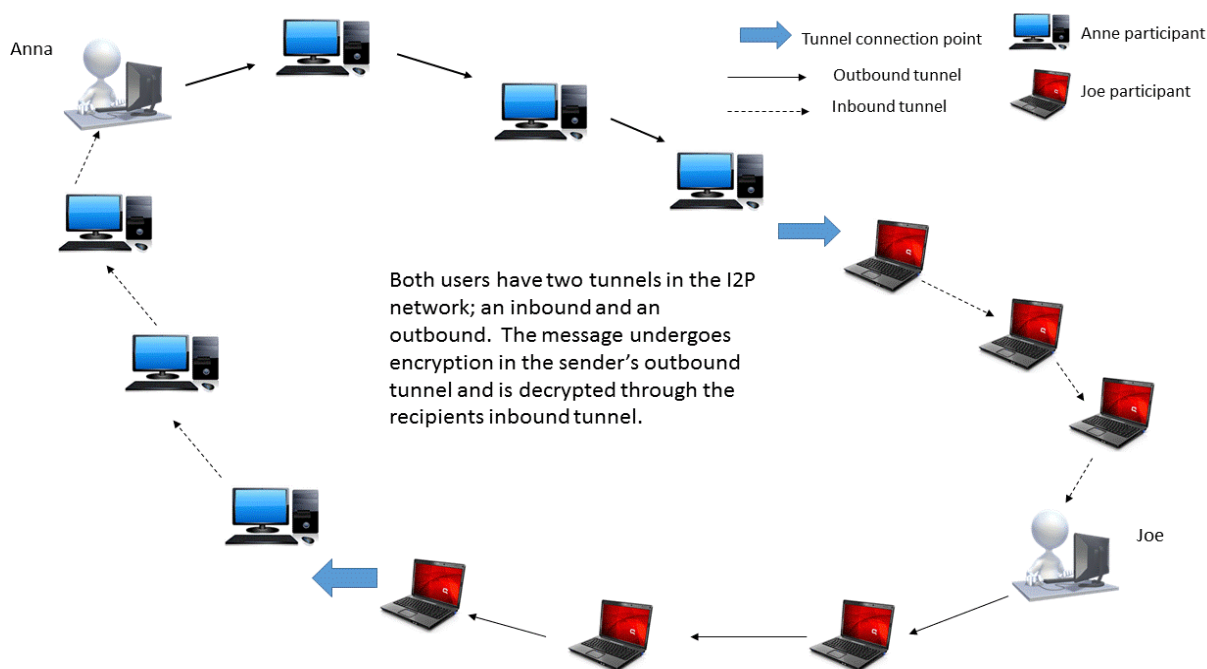 Anna
Tunnel connection point
Anne participant
Outbound tunnel
Joe participant
Inbound tunnel
Both users have two tunnels in the I2P
network; an inbound and an
outbound.  The message undergoes
encryption in the sender’s outbound
tunnel and is decrypted through the
recipients inbound tunnel.
Joe